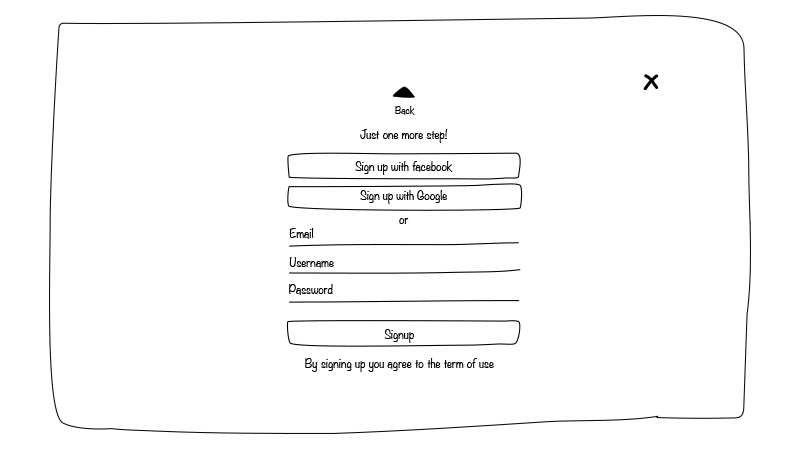 Back
Just one more step!
Sign up with facebook
Sign up with Google
or
Email
Username
Password
Signup
By signing up you agree to the term of use